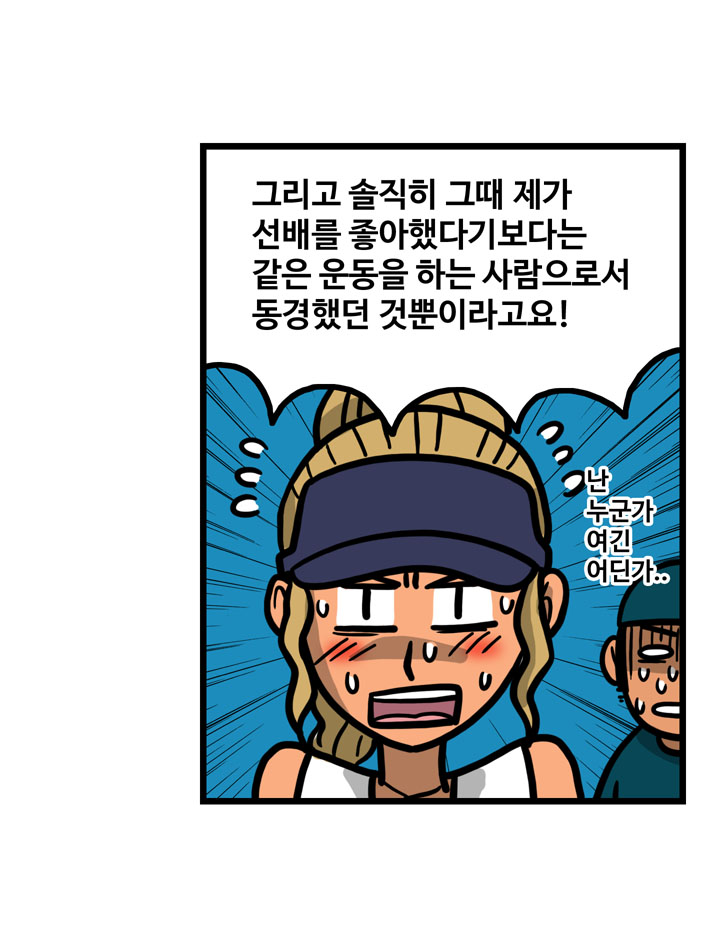 그리고 솔직히 그때 제가
선배를 좋아했다기보다는
같은 운동을 하는 사람으로서
동경했던 것뿐이라고요!
난
누군가
여긴
어딘가..